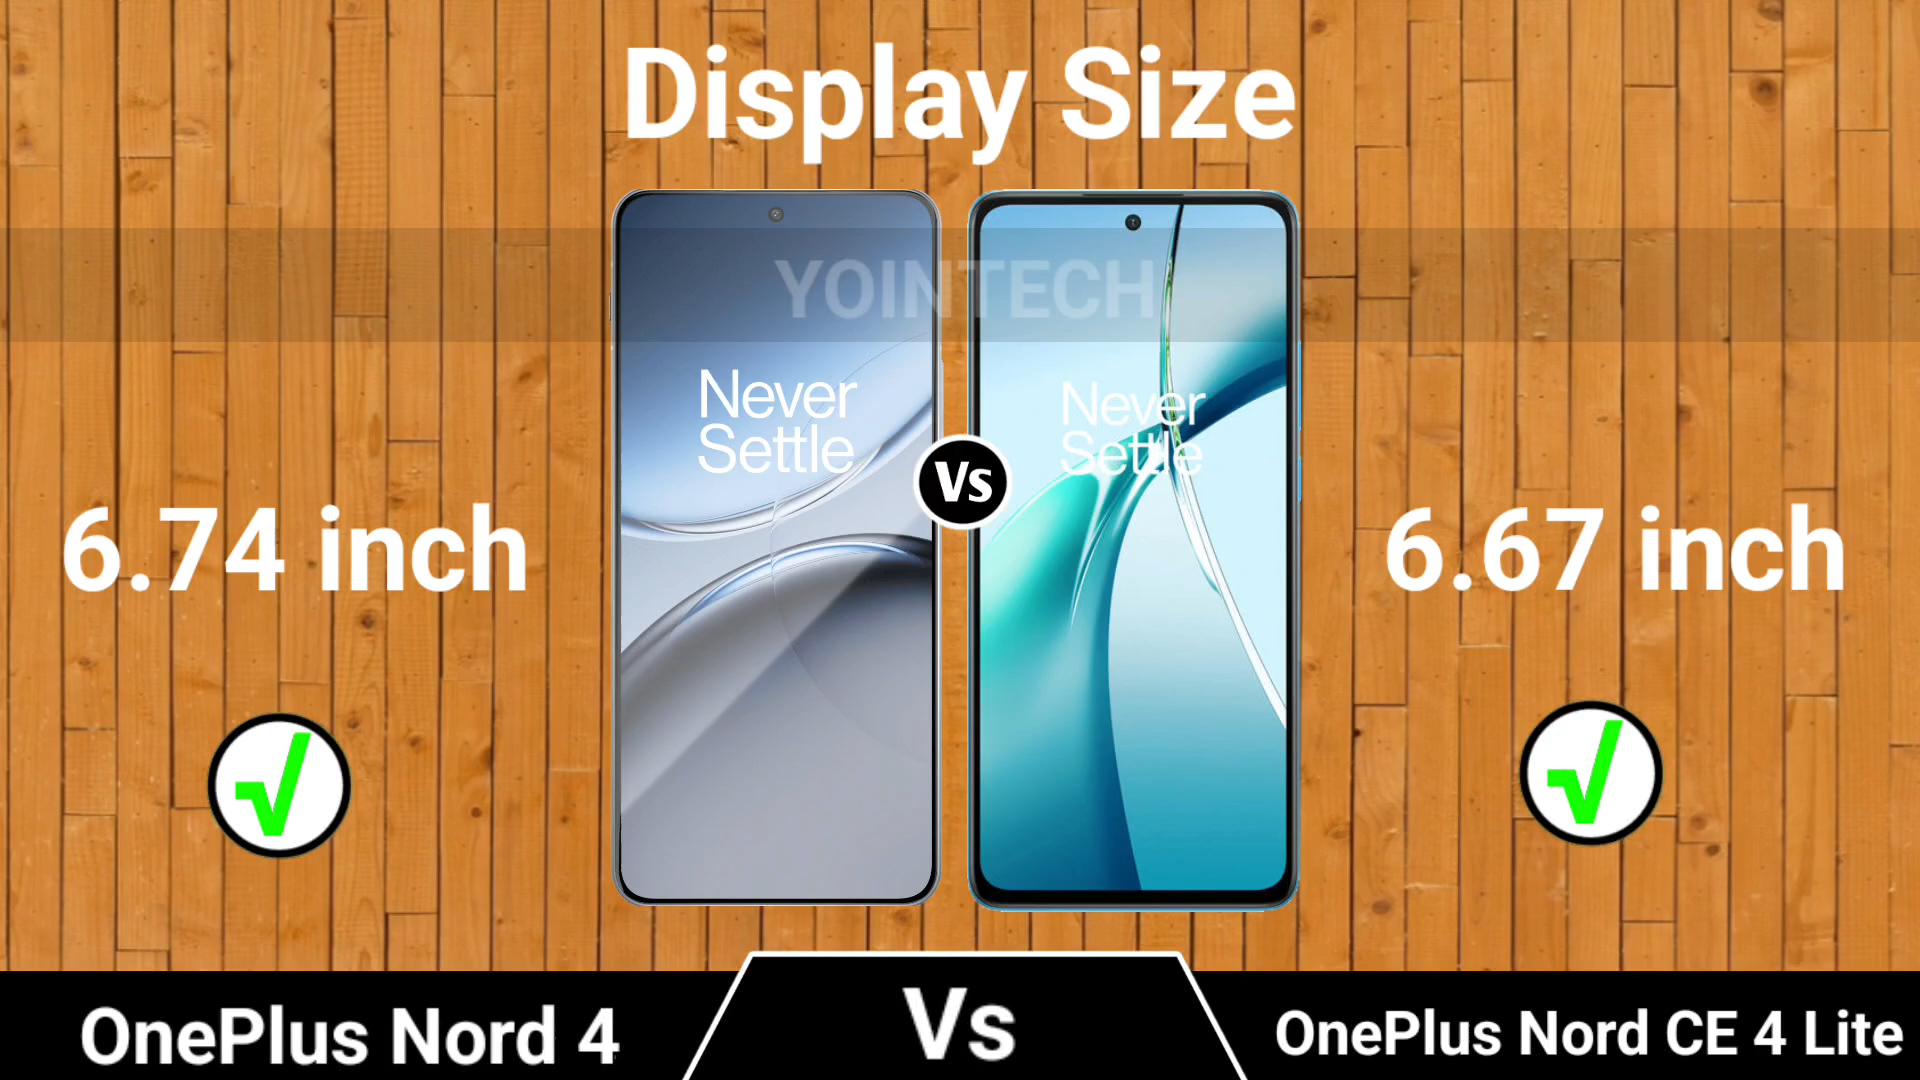 Display Size
YOINTECH
Never
Settle
Never
Settle
Vs
6.74 inch
6.67 inch
OnePlus Nord 4
Vs
OnePlus Nord CE 4 Lite